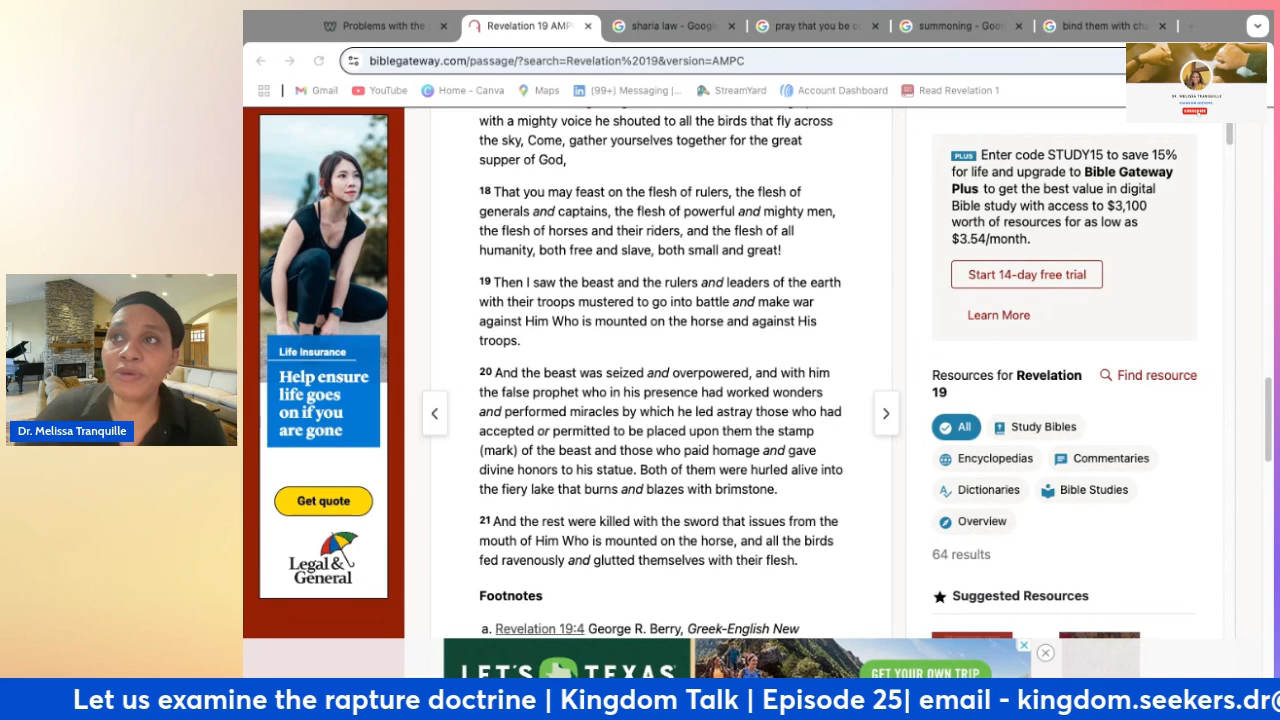 Problems with the
Revelation 19 AMP
sharia law - Google
pray that you be co
summoning - Goog
bind them with cha
biblegateway.com/passage/?search=Revelation%2019&version=AMPC
Gmail
YouTube
Home - Canva
Maps
(99+) Messaging |...
StreamYard
Account Dashboard
Read Revelation 1
DR. MELISSA TRANQUILLE
KINGDOM SEEKERS
SUBSCRIBE
with a mighty voice he shouted to all the birds that fly across
the sky, Come, gather yourselves together for the great
supper of God,
18 That you may feast on the flesh of rulers, the flesh of
generals and captains, the flesh of powerful and mighty men,
the flesh of horses and their riders, and the flesh of all
humanity, both free and slave, both small and great!
19 Then I saw the beast and the rulers and leaders of the earth
with their troops mustered to go into battle and make war
against Him Who is mounted on the horse and against His
troops.
20 And the beast was seized and overpowered, and with him
the false prophet who in his presence had worked wonders
and performed miracles by which he led astray those who had
accepted or permitted to be placed upon them the stamp
(mark) of the beast and those who paid homage and gave
divine honors to his statue. Both of them were hurled alive into
the fiery lake that burns and blazes with brimstone.
21 And the rest were killed with the sword that issues from the
mouth of Him Who is mounted on the horse, and all the birds
fed ravenously and glutted themselves with their flesh.
Footnotes
a. Revelation 19:4 George R. Berry, Greek-English New
PLUS Enter code STUDY15 to save 15%
for life and upgrade to Bible Gateway
Plus to get the best value in digital
Bible study with access to $3,100
worth of resources for as low as
$3.54/month.
Start 14-day free trial
Learn More
Resources for Revelation
19
Find resource
All
Study Bibles
Encyclopedias
Commentaries
Dictionaries
Bible Studies
Overview
64 results
Suggested Resources
Life Insurance
Help ensure
life goes
on if you
are gone
Get quote
Legal &
General
Dr. Melissa Tranquille
LET'S TEXAS
GET YOUR OWN TRIP
Let us examine the rapture doctrine | Kingdom Talk | Episode 25| email - kingdom.seekers.dr@